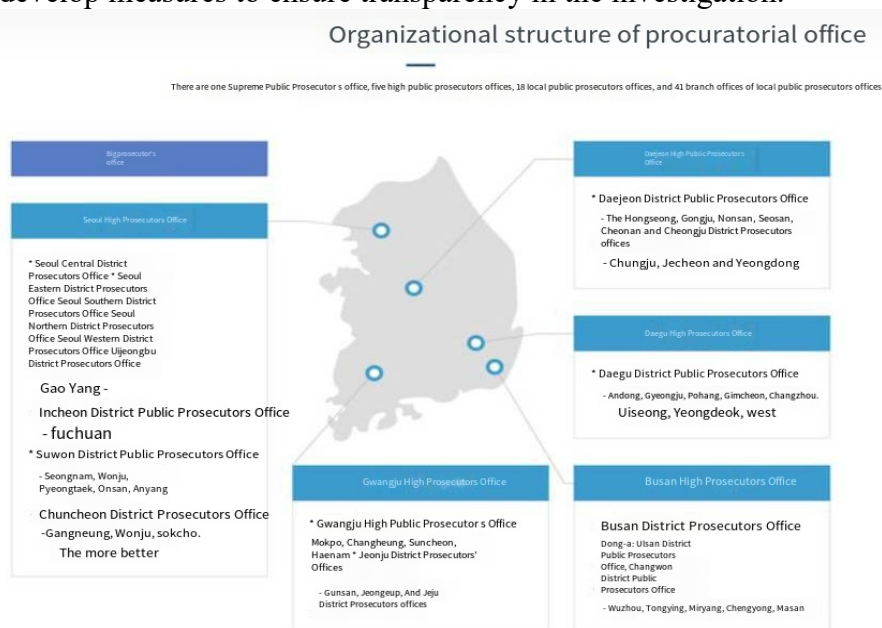 develop measures to ensure transparency in the investigation.
Organizational structure of procuratorial office
There are one Supreme Public Prosecutor s office, five high public prosecutors offices, 18 local public prosecutors offices, and 41 branch offices of local public prosecutors offices
Bigprosecutor's
office
Seoul High Prosecutors Office
* Seoul Central District
Prosecutors Office * Seoul
Eastern District Prosecutors
Office Seoul Southern District
Prosecutors Office Seoul
Northern District Prosecutors
Office Seoul Western District
Prosecutors Office Uijeongbu
District Prosecutors Office
Gao Yang -
Incheon District Public Prosecutors Office
- fuchuan
* Suwon District Public Prosecutors Office
- Seongnam, Wonju,
Pyeongtaek, Onsan, Anyang
Chuncheon District Prosecutors Office
-Gangneung, Wonju, sokcho.
The more better
Gwangju High Prosecutors Office
* Gwangju High Public Prosecutor s Office
Mokpo, Changheung, Suncheon,
Haenam * Jeonju District Prosecutors'
Offices
- Gunsan, Jeongeup, And Jeju
District Prosecutors offices
Daejeon High Public Prosecutors
Office
* Daejeon District Public Prosecutors Office
- The Hongseong, Gongju, Nonsan, Seosan,
Cheonan and Cheongju District Prosecutors
offices
- Chungju, Jecheon and Yeongdong
Daegu High Prosecutors Office
* Daegu District Public Prosecutors Office
- Andong, Gyeongju, Pohang, Gimcheon, Changzhou.
Uiseong, Yeongdeok, west
Busan High Prosecutors Office
Busan District Prosecutors Office
Dong-a: Ulsan District
Public Prosecutors
Office, Changwon
District Public
Prosecutors Office
- Wuzhou, Tongying, Miryang, Chengyong, Masan